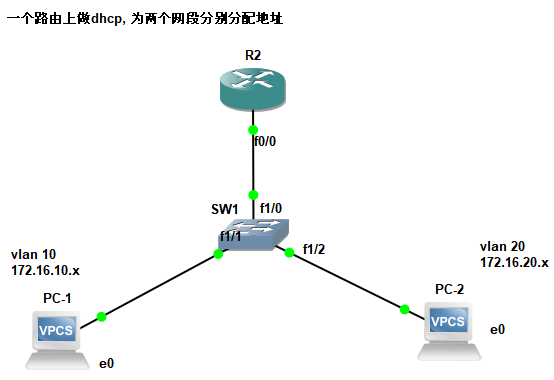 一个路由上做dhcp, 为两个网段分别分配地址
R2
f0/0
SW1
f1/0
f1/1
f1/2
vlan 10
172.16.10.x
PC-1
VPCS
e0
vlan 20
172.16.20.x
PC-2
VPCS
e0